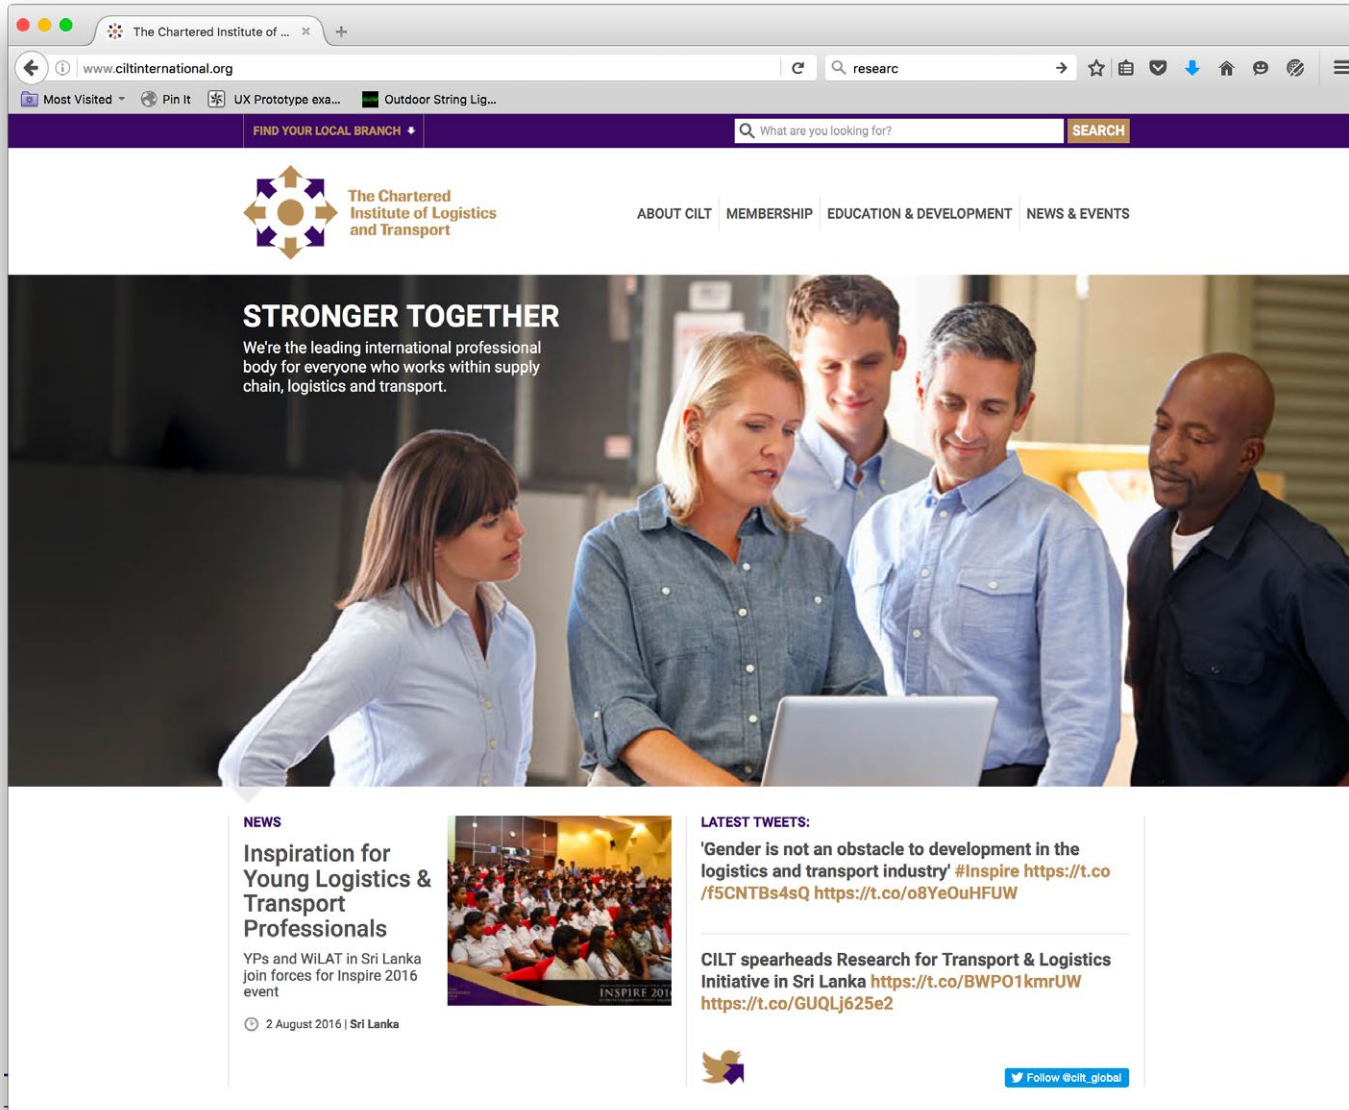 The Chartered Institute of ...
www.ciltinternational.org
researc
Most Visited
Pin It
UX Prototype exa...
Outdoor String Lig...
FIND YOUR LOCAL BRANCH
What are you looking for?
SEARCH
The Chartered
Institute of Logistics
and Transport
ABOUT CILT
MEMBERSHIP
EDUCATION & DEVELOPMENT
NEWS & EVENTS
STRONGER TOGETHER
We're the leading international professional
body for everyone who works within supply
chain, logistics and transport.
NEWS
Inspiration for
Young Logistics &
Transport
Professionals
YPs and WiLAT in Sri Lanka
join forces for Inspire 2016
event
2 August 2016 | Sri Lanka
INSPIRE 201
LATEST TWEETS:
'Gender is not an obstacle to development in the
logistics and transport industry' #Inspire https://t.co
/f5CNTBs4sQ https://t.co/o8YeOuHFUW
CILT spearheads Research for Transport & Logistics
Initiative in Sri Lanka https://t.co/BWPO1kmrUW
https://t.co/GUQLj625e2
Follow @cilt_global